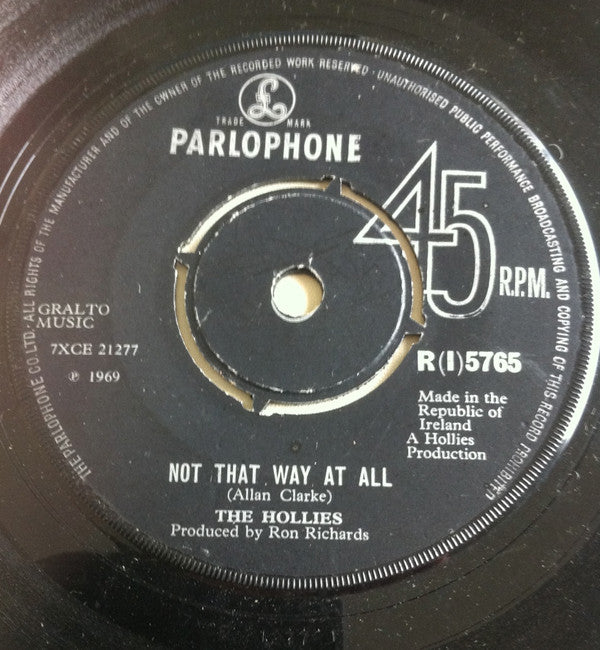 THE PARLOPHONE CO.LTD·ALL RIGHTS OF THE MANUFACTURER AND OF THE OWNER OF THE RECORDED WORK RESERVED·UNAUTHORISED PUBLIC PERFORMANCE BROADCASTING AND COPYING OF THIS RECORD PROHIBITED
£
TRADE MARK
PARLOPHONE
45 R.P.M.
GRALTO
MUSIC
7XCE 21277
℗ 1969
R(I)5765
Made in the
Republic of
Ireland
A Hollies
Production
NOT THAT WAY AT ALL
(Allan Clarke)
THE HOLLIES
Produced by Ron Richards